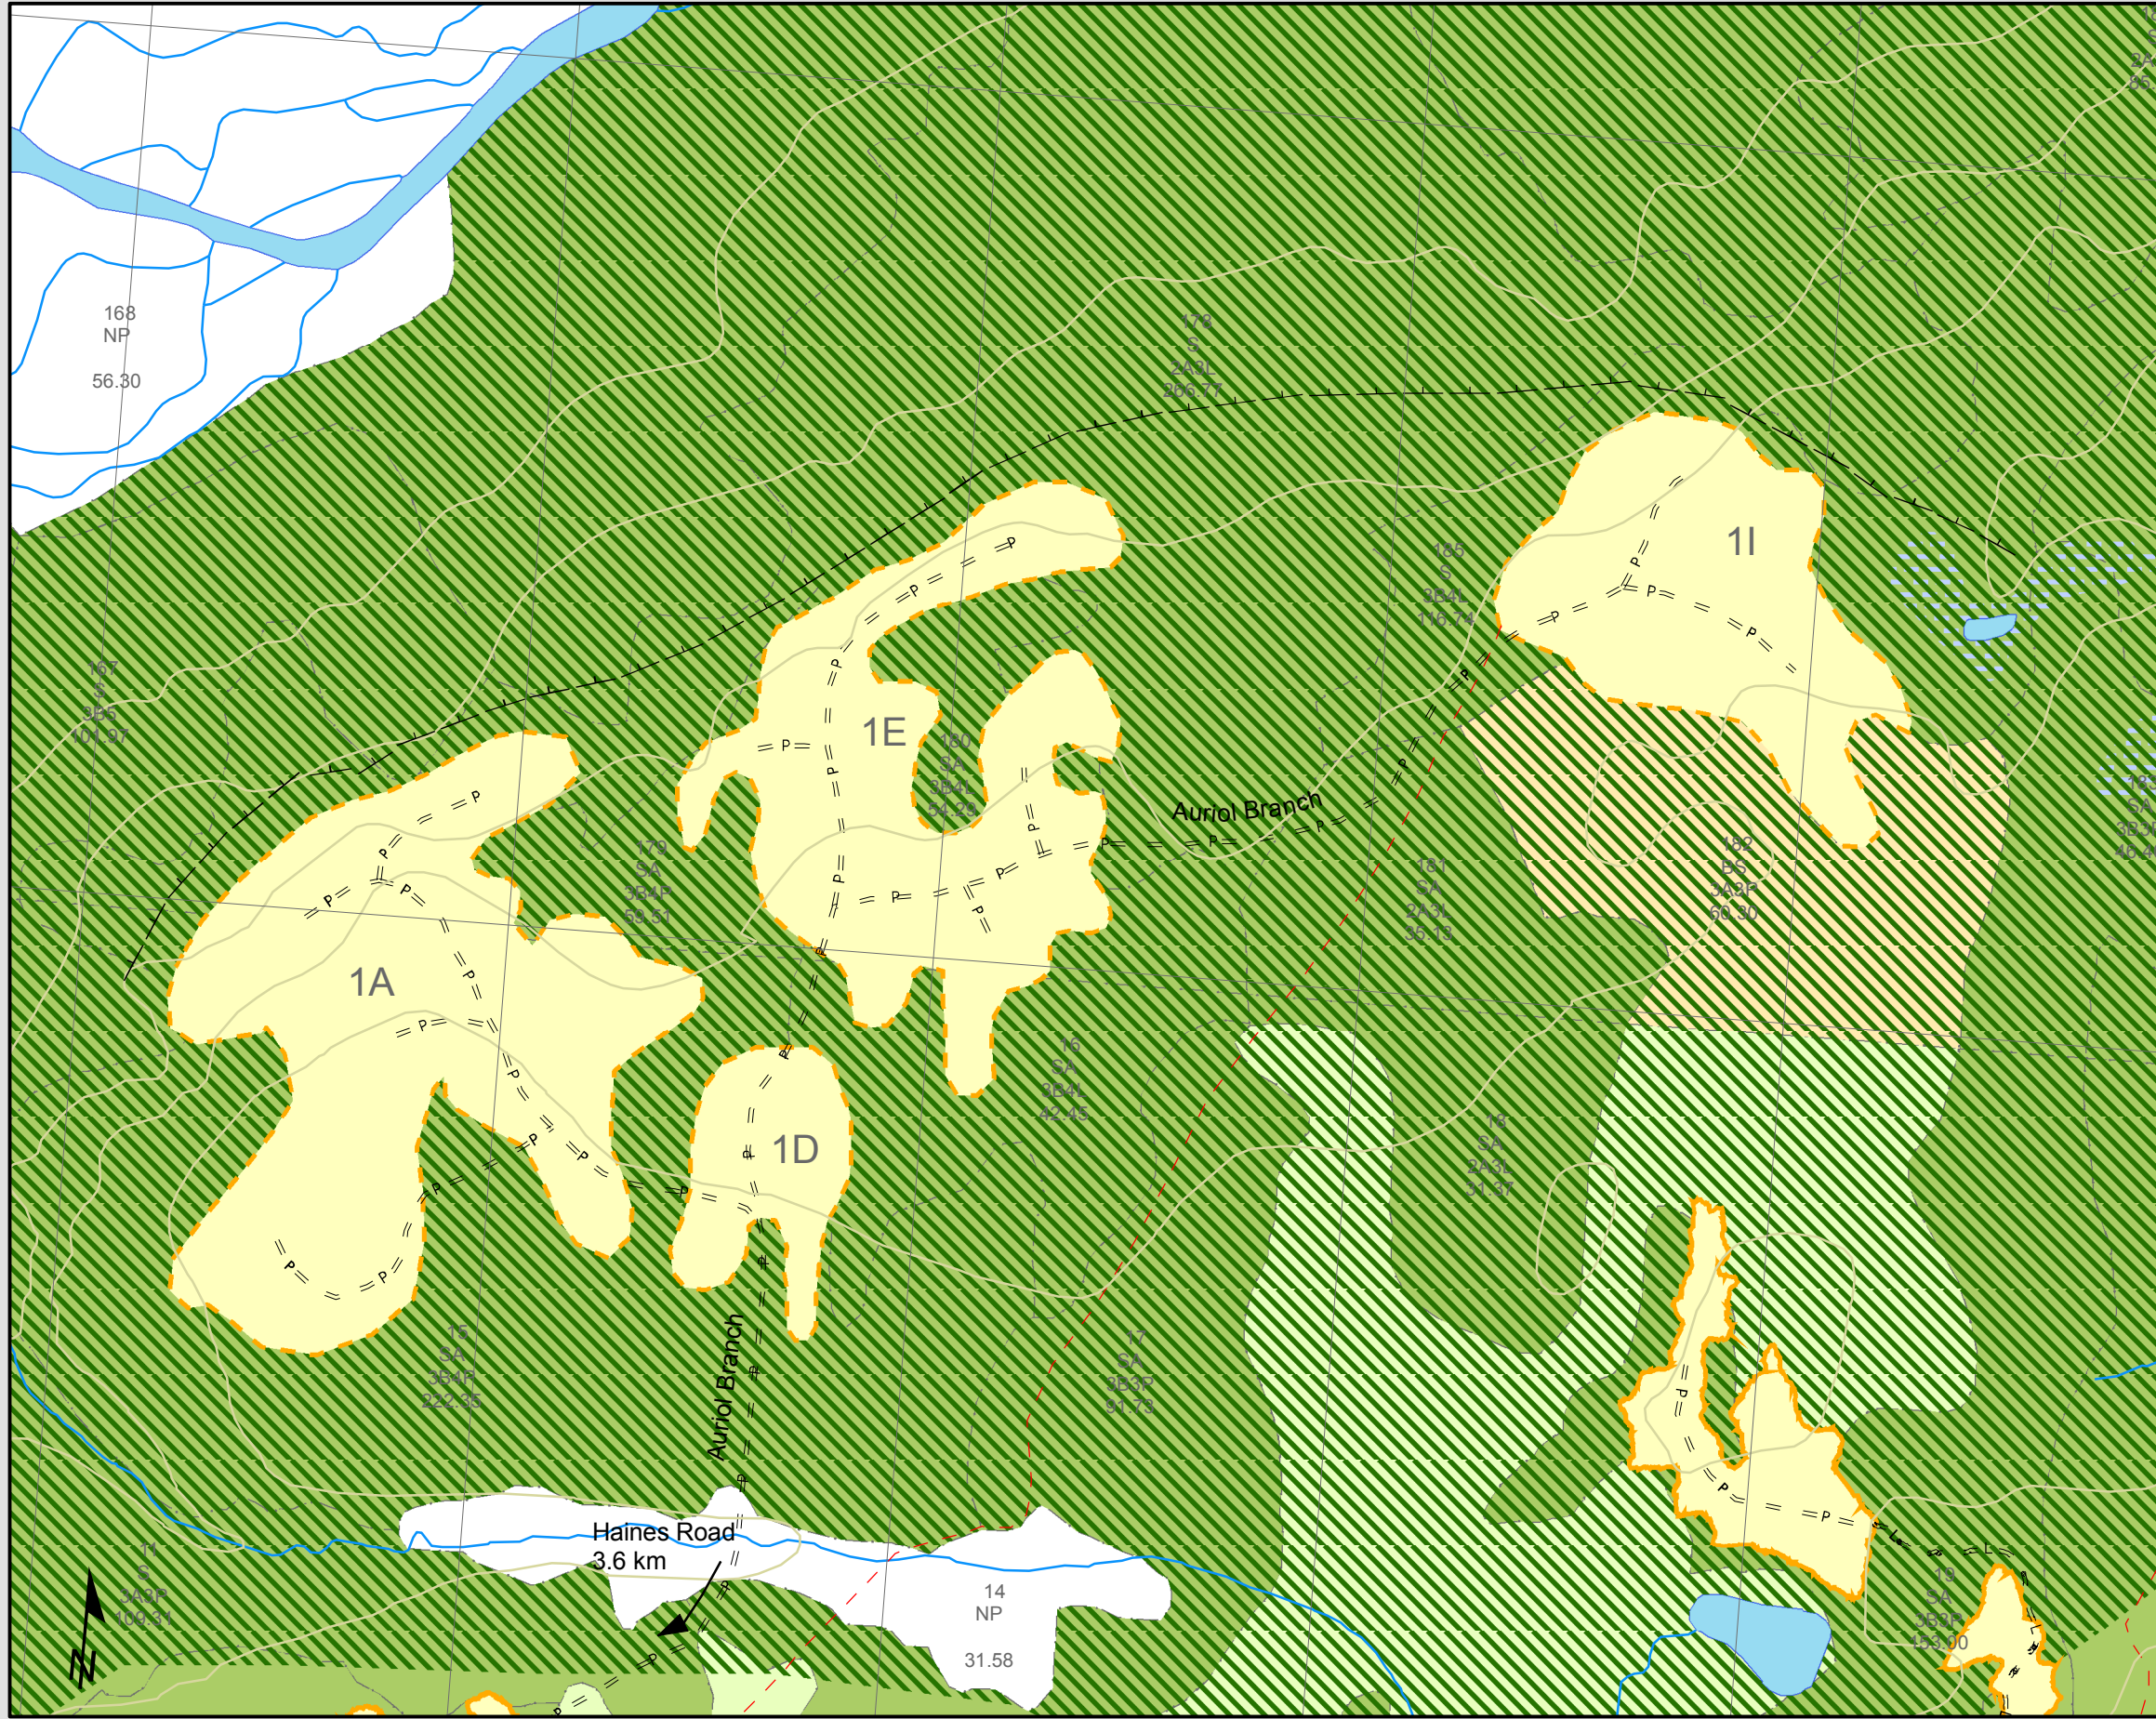 168
NP
56.30
178
S
2A3L
266.77
1I
185
S
3B4L
116.74
167
S
3B5
101.97
1E
180
SA
3B4L
54.29
Auriol Branch
179
SA
3B4P
59.51
181
SA
2A3L
35.13
182
BS
3A3P
60.30
1A
16
SA
3B4L
42.45
1D
18
SA
2A3L
31.37
15
SA
3B4P
222.35
Auriol Branch
17
SA
3B3P
91.73
Haines Road
3.6 km
11
S
3A3P
109.31
14
NP
31.58
19
SA
3B3P
153.00
N